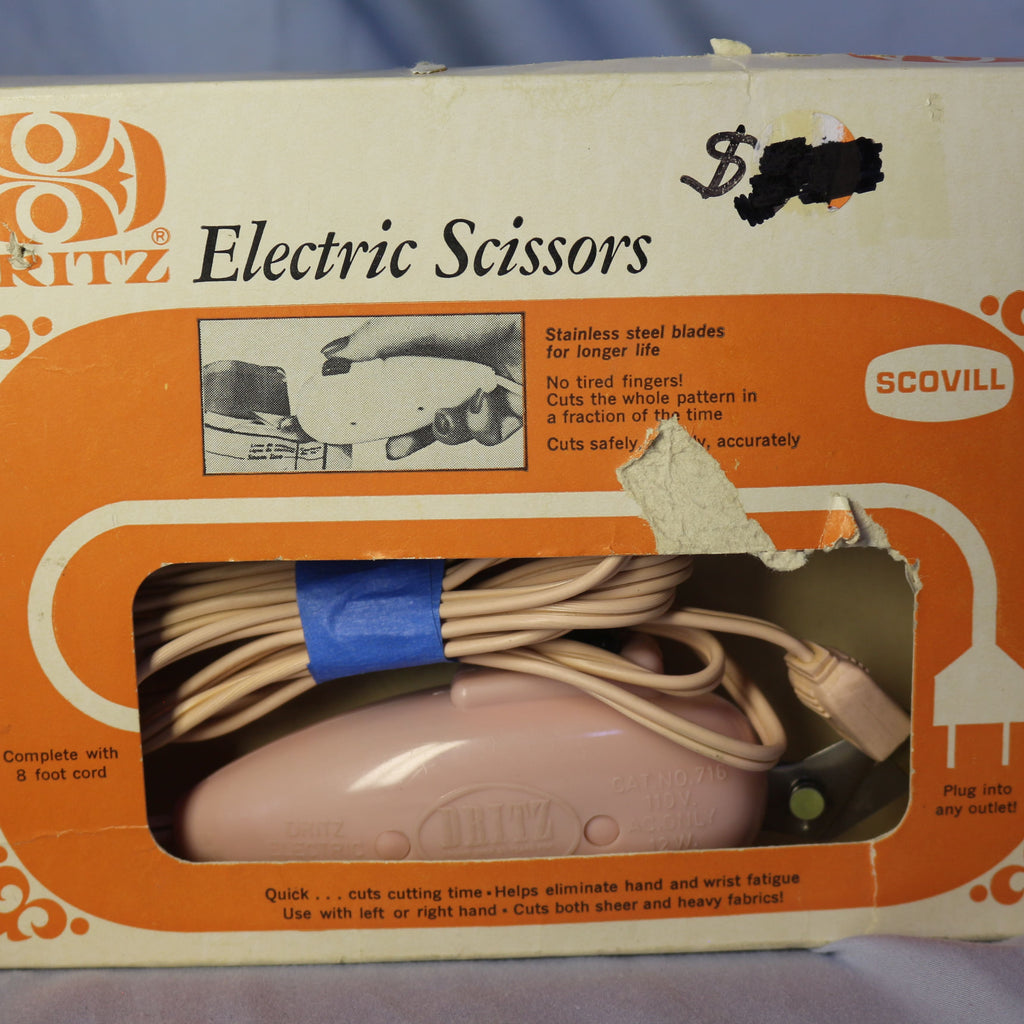 $
DRITZ®
Electric Scissors
Stainless steel blades
for longer life
No tired fingers!
Cuts the whole pattern in
a fraction of the time
Cuts safely, accurately
SCOVILL
Complete with
8 foot cord
Plug into
any outlet!
DRITZ
ELECTRIC
DRITZ
CAT. NO. 716
110 V.
AC. ONLY
12 W.
Quick . . . cuts cutting time • Helps eliminate hand and wrist fatigue
Use with left or right hand • Cuts both sheer and heavy fabrics!